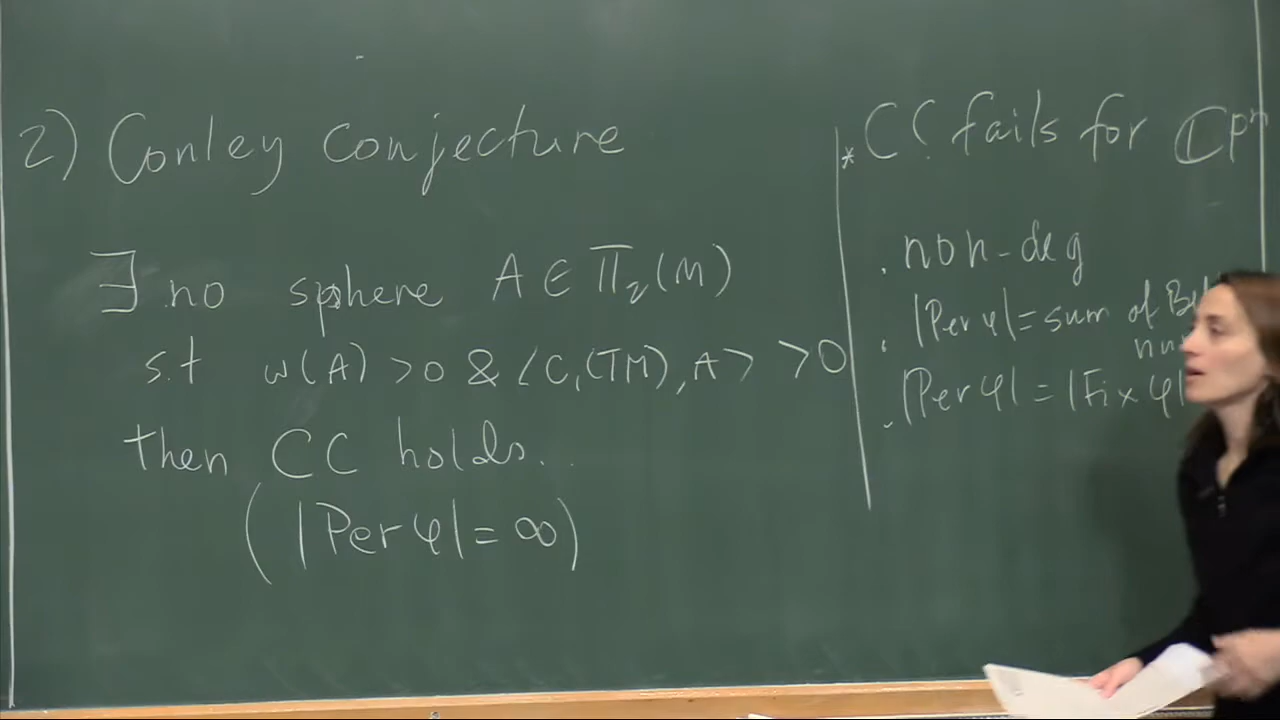 2) Conley conjecture
∃ no sphere A ∈ π₂(M)
s.t ω(A) > 0 & ⟨C₁(TM), A⟩ > 0
then CC holds.
( |Per φ| = ∞ )
* CC fails for ℂPⁿ
. non-deg
. |Per φ| = sum of
. |Per φ| = |Fix φ|